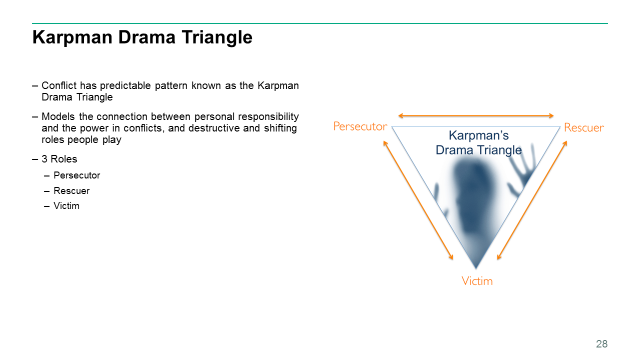 Karpman Drama Triangle
– Conflict has predictable pattern known as the Karpman
Drama Triangle
– Models the connection between personal responsibility
and the power in conflicts, and destructive and shifting
roles people play
– 3 Roles
– Persecutor
– Rescuer
– Victim
Persecutor
Rescuer
Karpman's
Drama Triangle
Victim
28